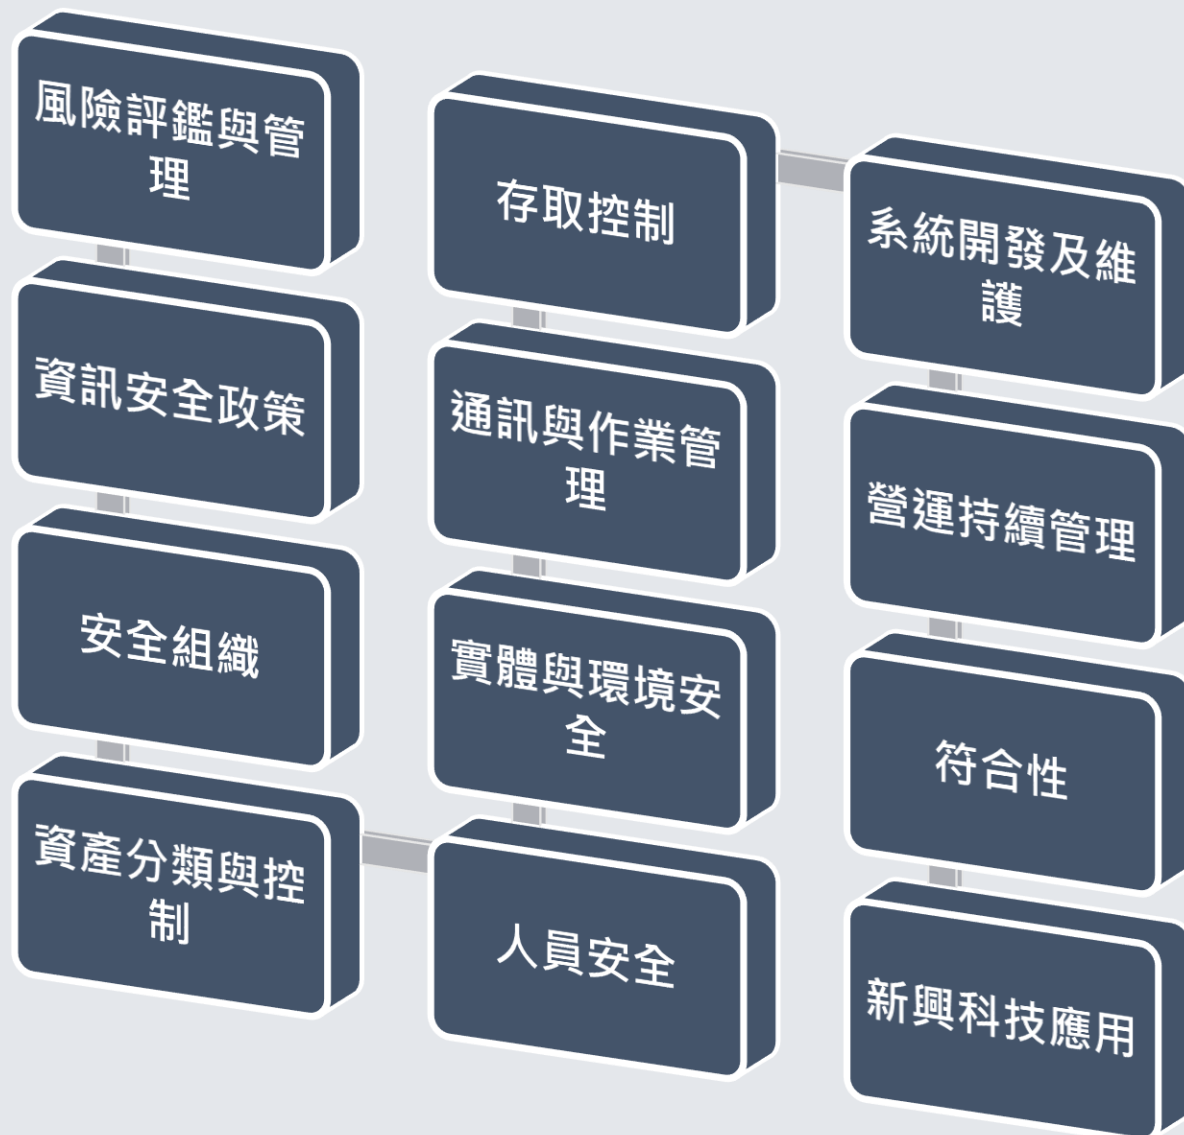 風險評鑑與管
理
資訊安全政策
安全組織
資產分類與控
制
人員安全
實體與環境安
全
通訊與作業管
理
存取控制
系統開發及維
護
營運持續管理
符合性
新興科技應用